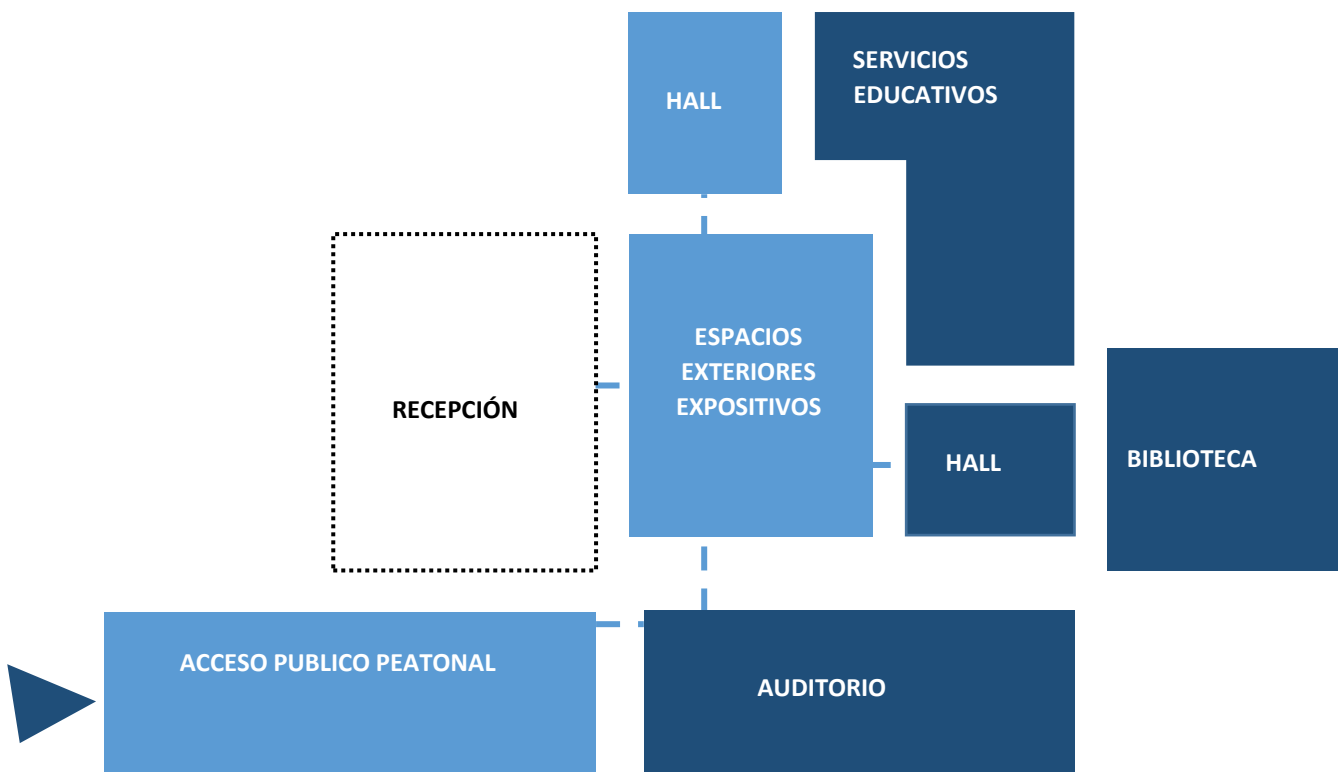 HALL
SERVICIOS
EDUCATIVOS
ESPACIOS
EXTERIORES
EXPOSITIVOS
RECEPCIÓN
HALL
BIBLIOTECA
ACCESO PUBLICO PEATONAL
AUDITORIO